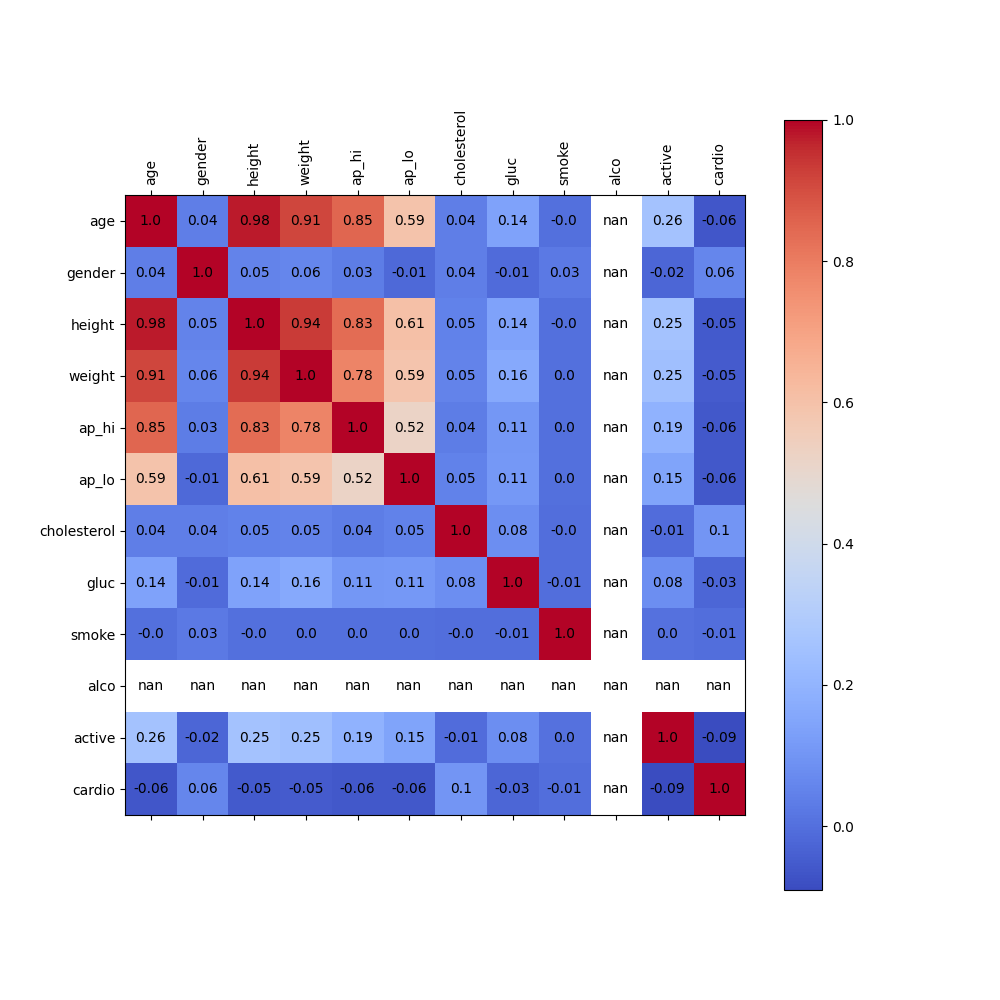 age gender height weight ap_hi ap_lo cholesterol gluc smoke alco active cardio
age 1.0 0.04 0.98 0.91 0.85 0.59 0.04 0.14 -0.0 nan 0.26 -0.06
gender 0.04 1.0 0.05 0.06 0.03 -0.01 0.04 -0.01 0.03 nan -0.02 0.06
height 0.98 0.05 1.0 0.94 0.83 0.61 0.05 0.14 -0.0 nan 0.25 -0.05
weight 0.91 0.06 0.94 1.0 0.78 0.59 0.05 0.16 0.0 nan 0.25 -0.05
ap_hi 0.85 0.03 0.83 0.78 1.0 0.52 0.04 0.11 0.0 nan 0.19 -0.06
ap_lo 0.59 -0.01 0.61 0.59 0.52 1.0 0.05 0.11 0.0 nan 0.15 -0.06
cholesterol 0.04 0.04 0.05 0.05 0.04 0.05 1.0 0.08 -0.0 nan -0.01 0.1
gluc 0.14 -0.01 0.14 0.16 0.11 0.11 0.08 1.0 -0.01 nan 0.08 -0.03
smoke -0.0 0.03 -0.0 0.0 0.0 0.0 -0.0 -0.01 1.0 nan 0.0 -0.01
alco nan nan nan nan nan nan nan nan nan nan nan nan
active 0.26 -0.02 0.25 0.25 0.19 0.15 -0.01 0.08 0.0 nan 1.0 -0.09
cardio -0.06 0.06 -0.05 -0.05 -0.06 -0.06 0.1 -0.03 -0.01 nan -0.09 1.0
1.0
0.8
0.6
0.4
0.2
0.0